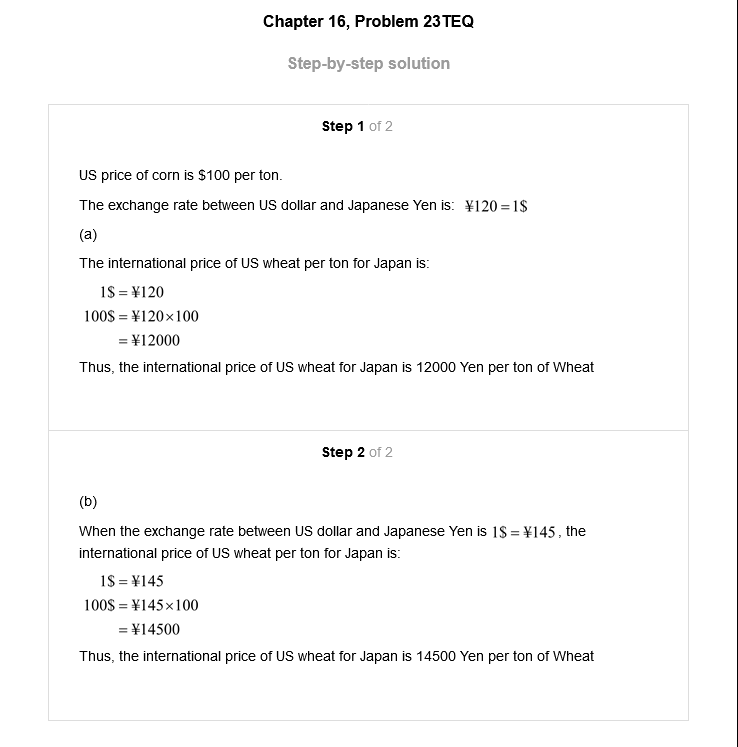 Chapter 16, Problem 23TEQ
Step-by-step solution
Step 1 of 2
US price of corn is $100 per ton.
The exchange rate between US dollar and Japanese Yen is: ¥120 = 1$
(a)
The international price of US wheat per ton for Japan is:
1$ = ¥120
100$ = ¥120×100
= ¥12000
Thus, the international price of US wheat for Japan is 12000 Yen per ton of Wheat
Step 2 of 2
(b)
When the exchange rate between US dollar and Japanese Yen is 1$ = ¥145, the
international price of US wheat per ton for Japan is:
1$ = ¥145
100$ = ¥145×100
= ¥14500
Thus, the international price of US wheat for Japan is 14500 Yen per ton of Wheat